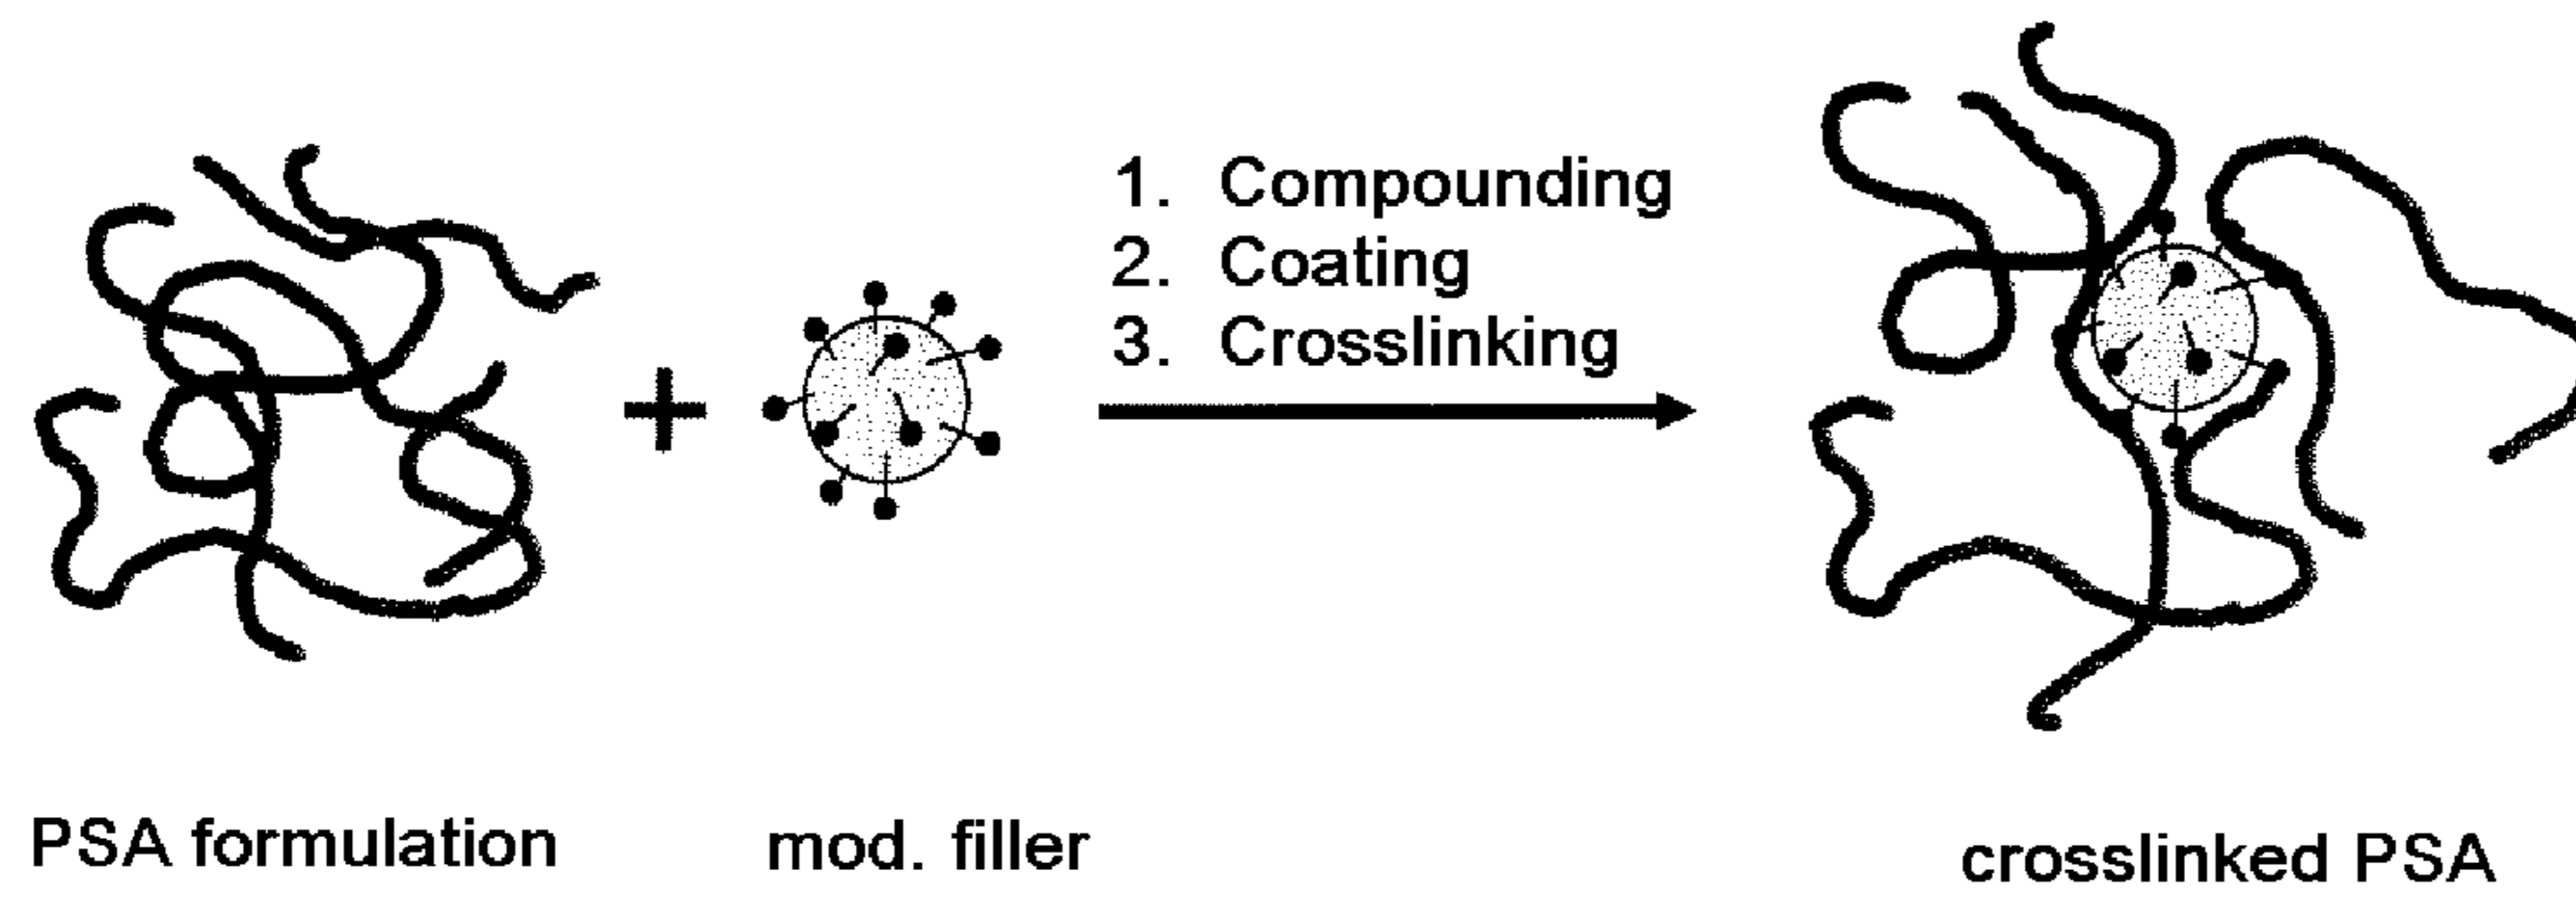 1. Compounding
2. Coating
3. Crosslinking
+
PSA formulation
mod. filler
crosslinked PSA